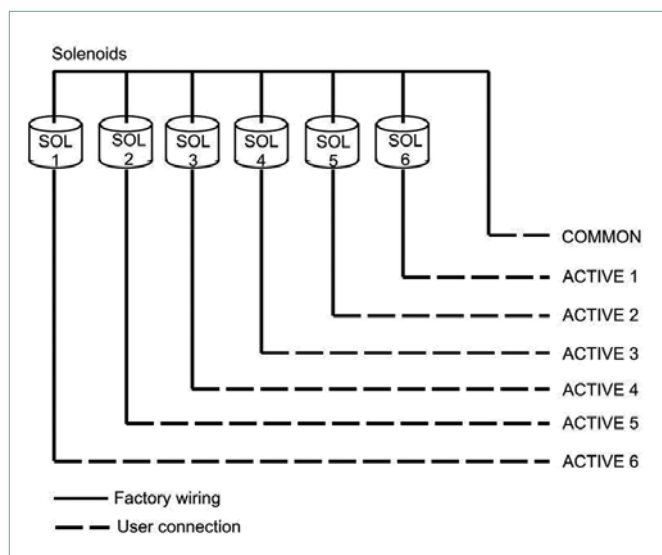 Solenoids
SOL
1
SOL
2
SOL
3
SOL
4
SOL
5
SOL
6
COMMON
ACTIVE 1
ACTIVE 2
ACTIVE 3
ACTIVE 4
ACTIVE 5
ACTIVE 6
Factory wiring
User connection